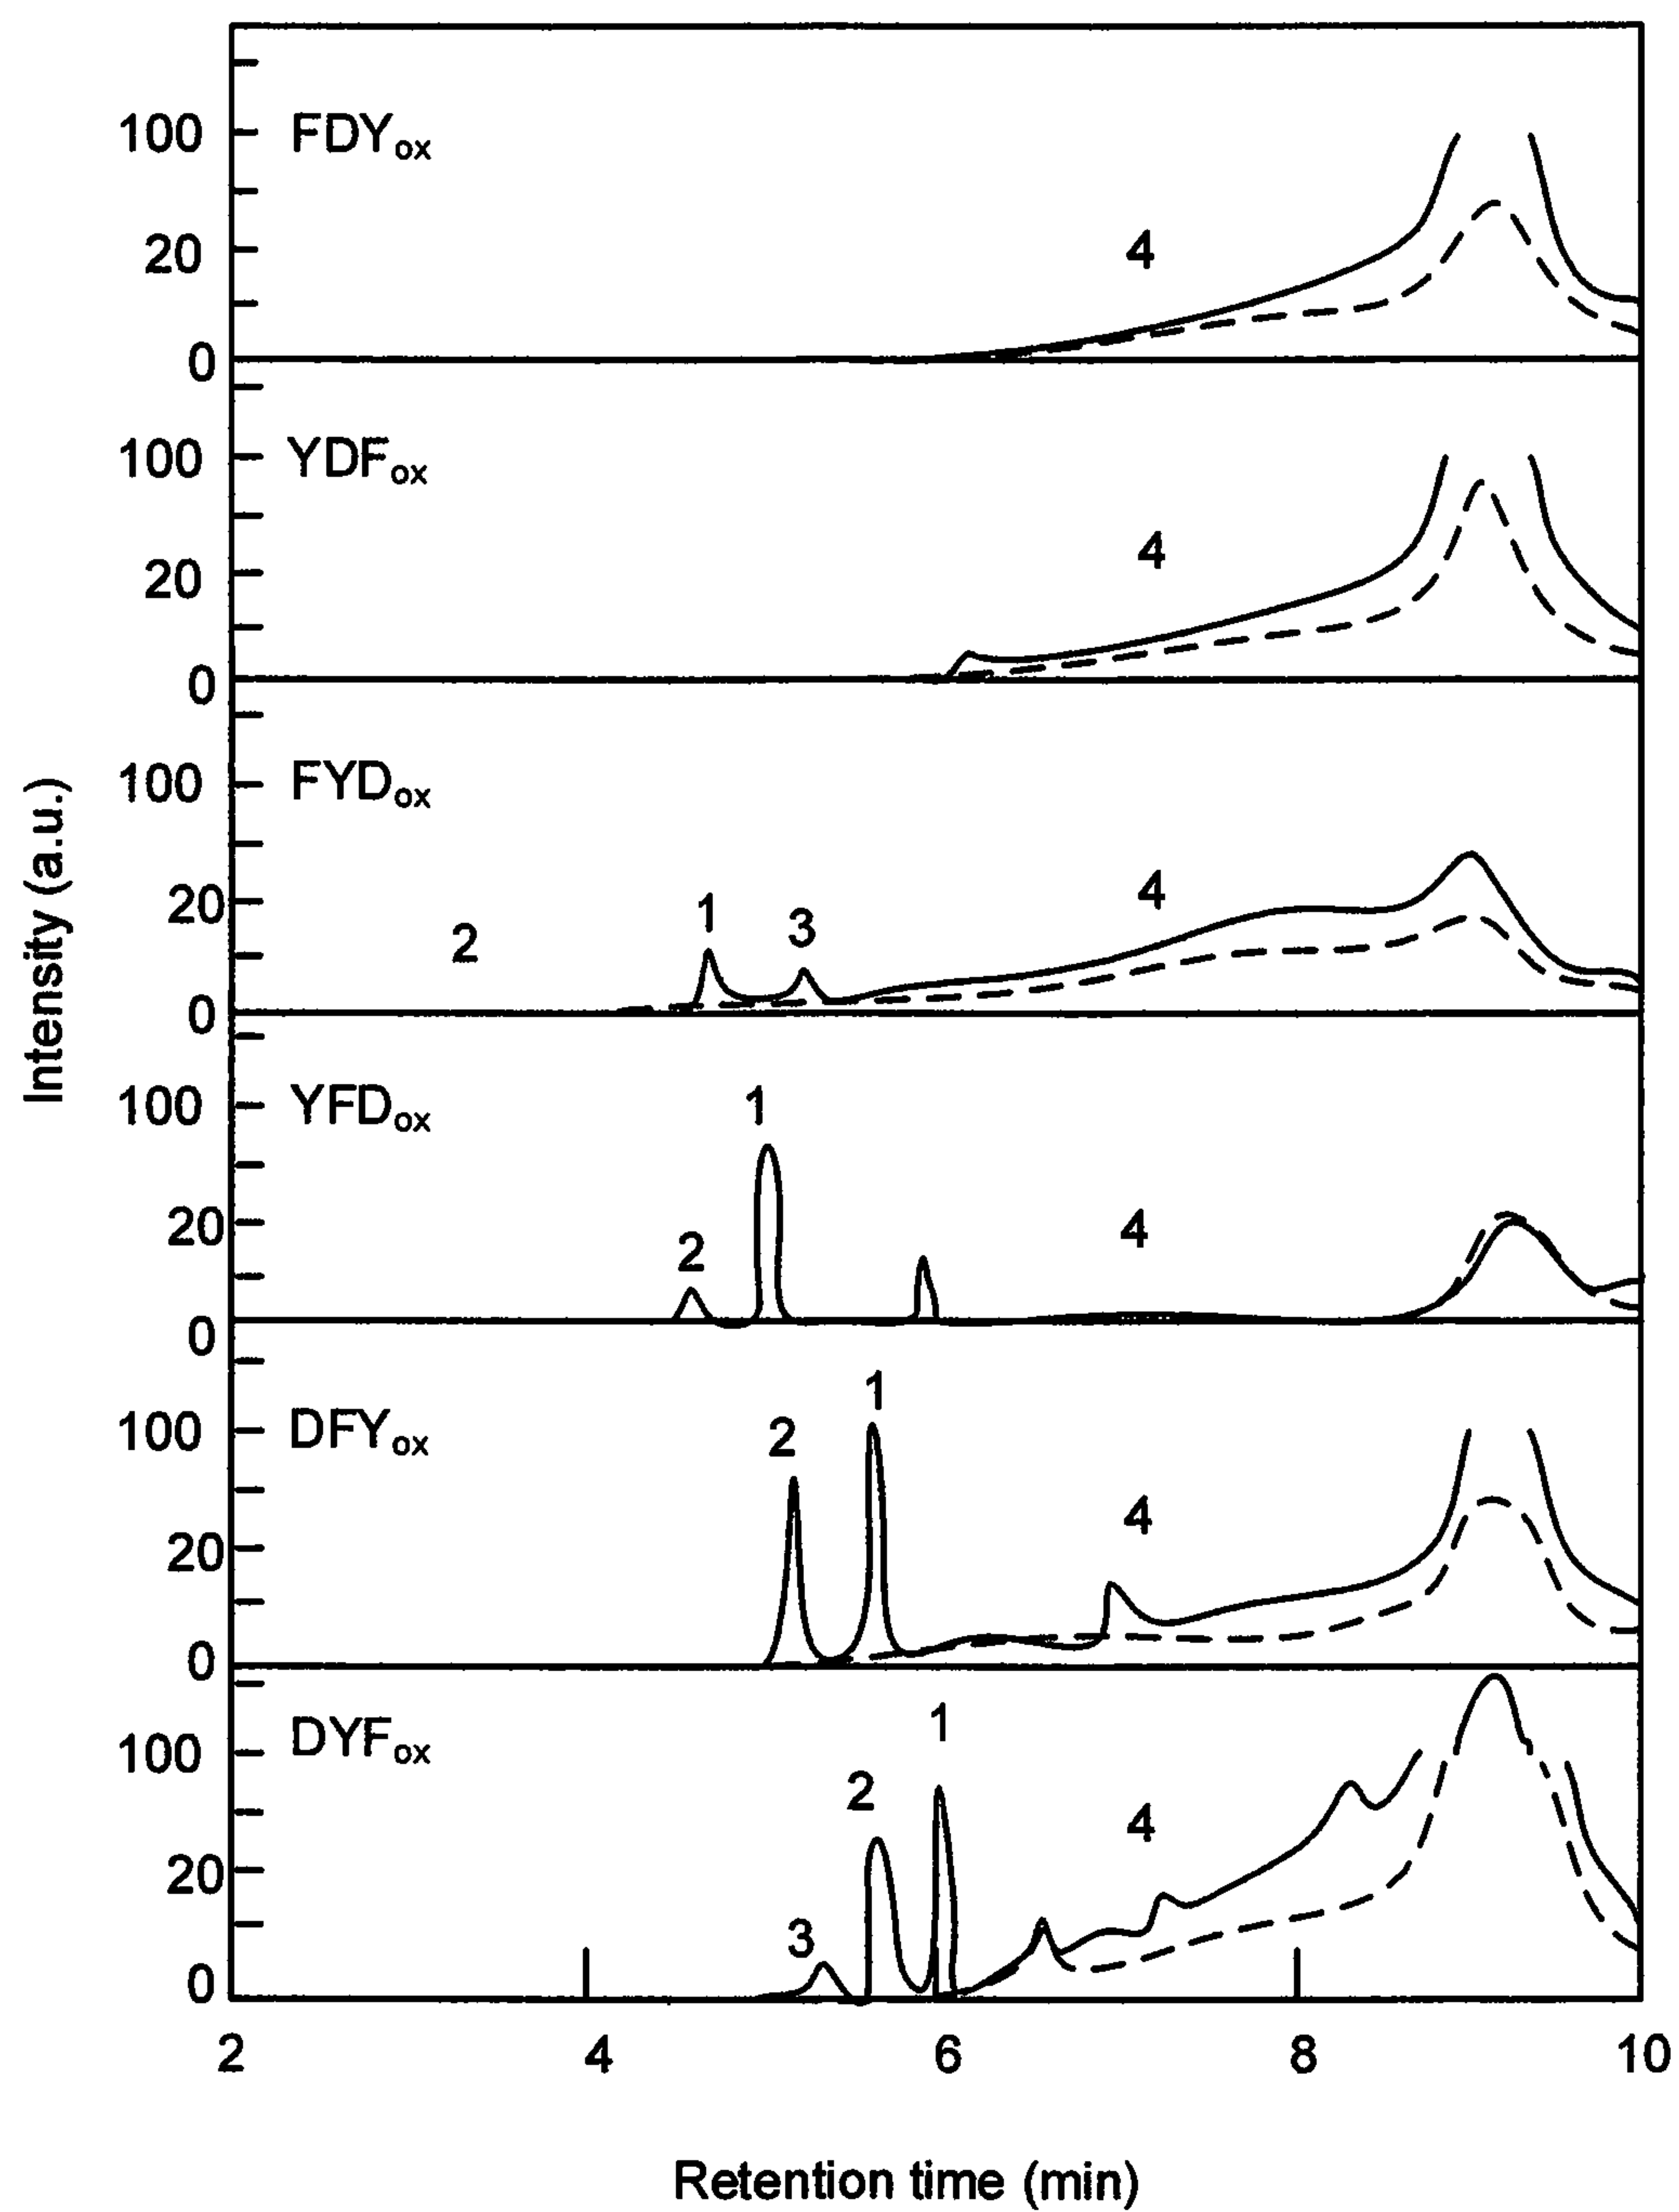 100 FDYox
4
20
0
100 YDFox
4
20
0
100 FYDox
20 1 4
2 3
0
Intensity (a.u.)
100 YFDox 1
20 2 4
0
1
100 DFYox 2
4
20
0
1
100 DYFox
2
4
20
3
0
2 4 6 8 10
Retention time (min)